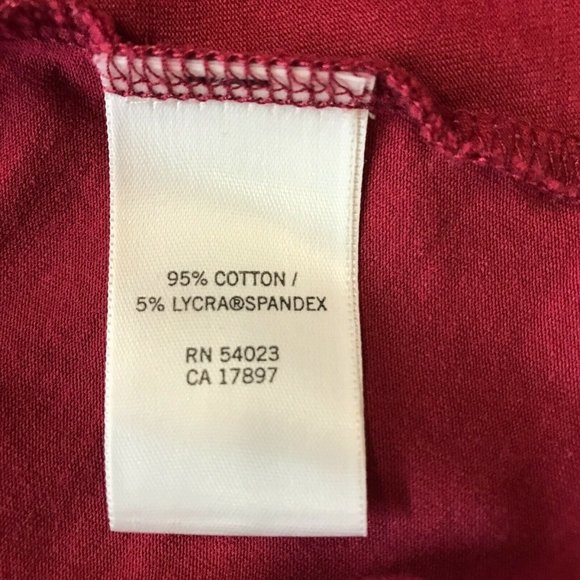 95% COTTON /
5% LYCRA®SPANDEX
RN 54023
CA 17897